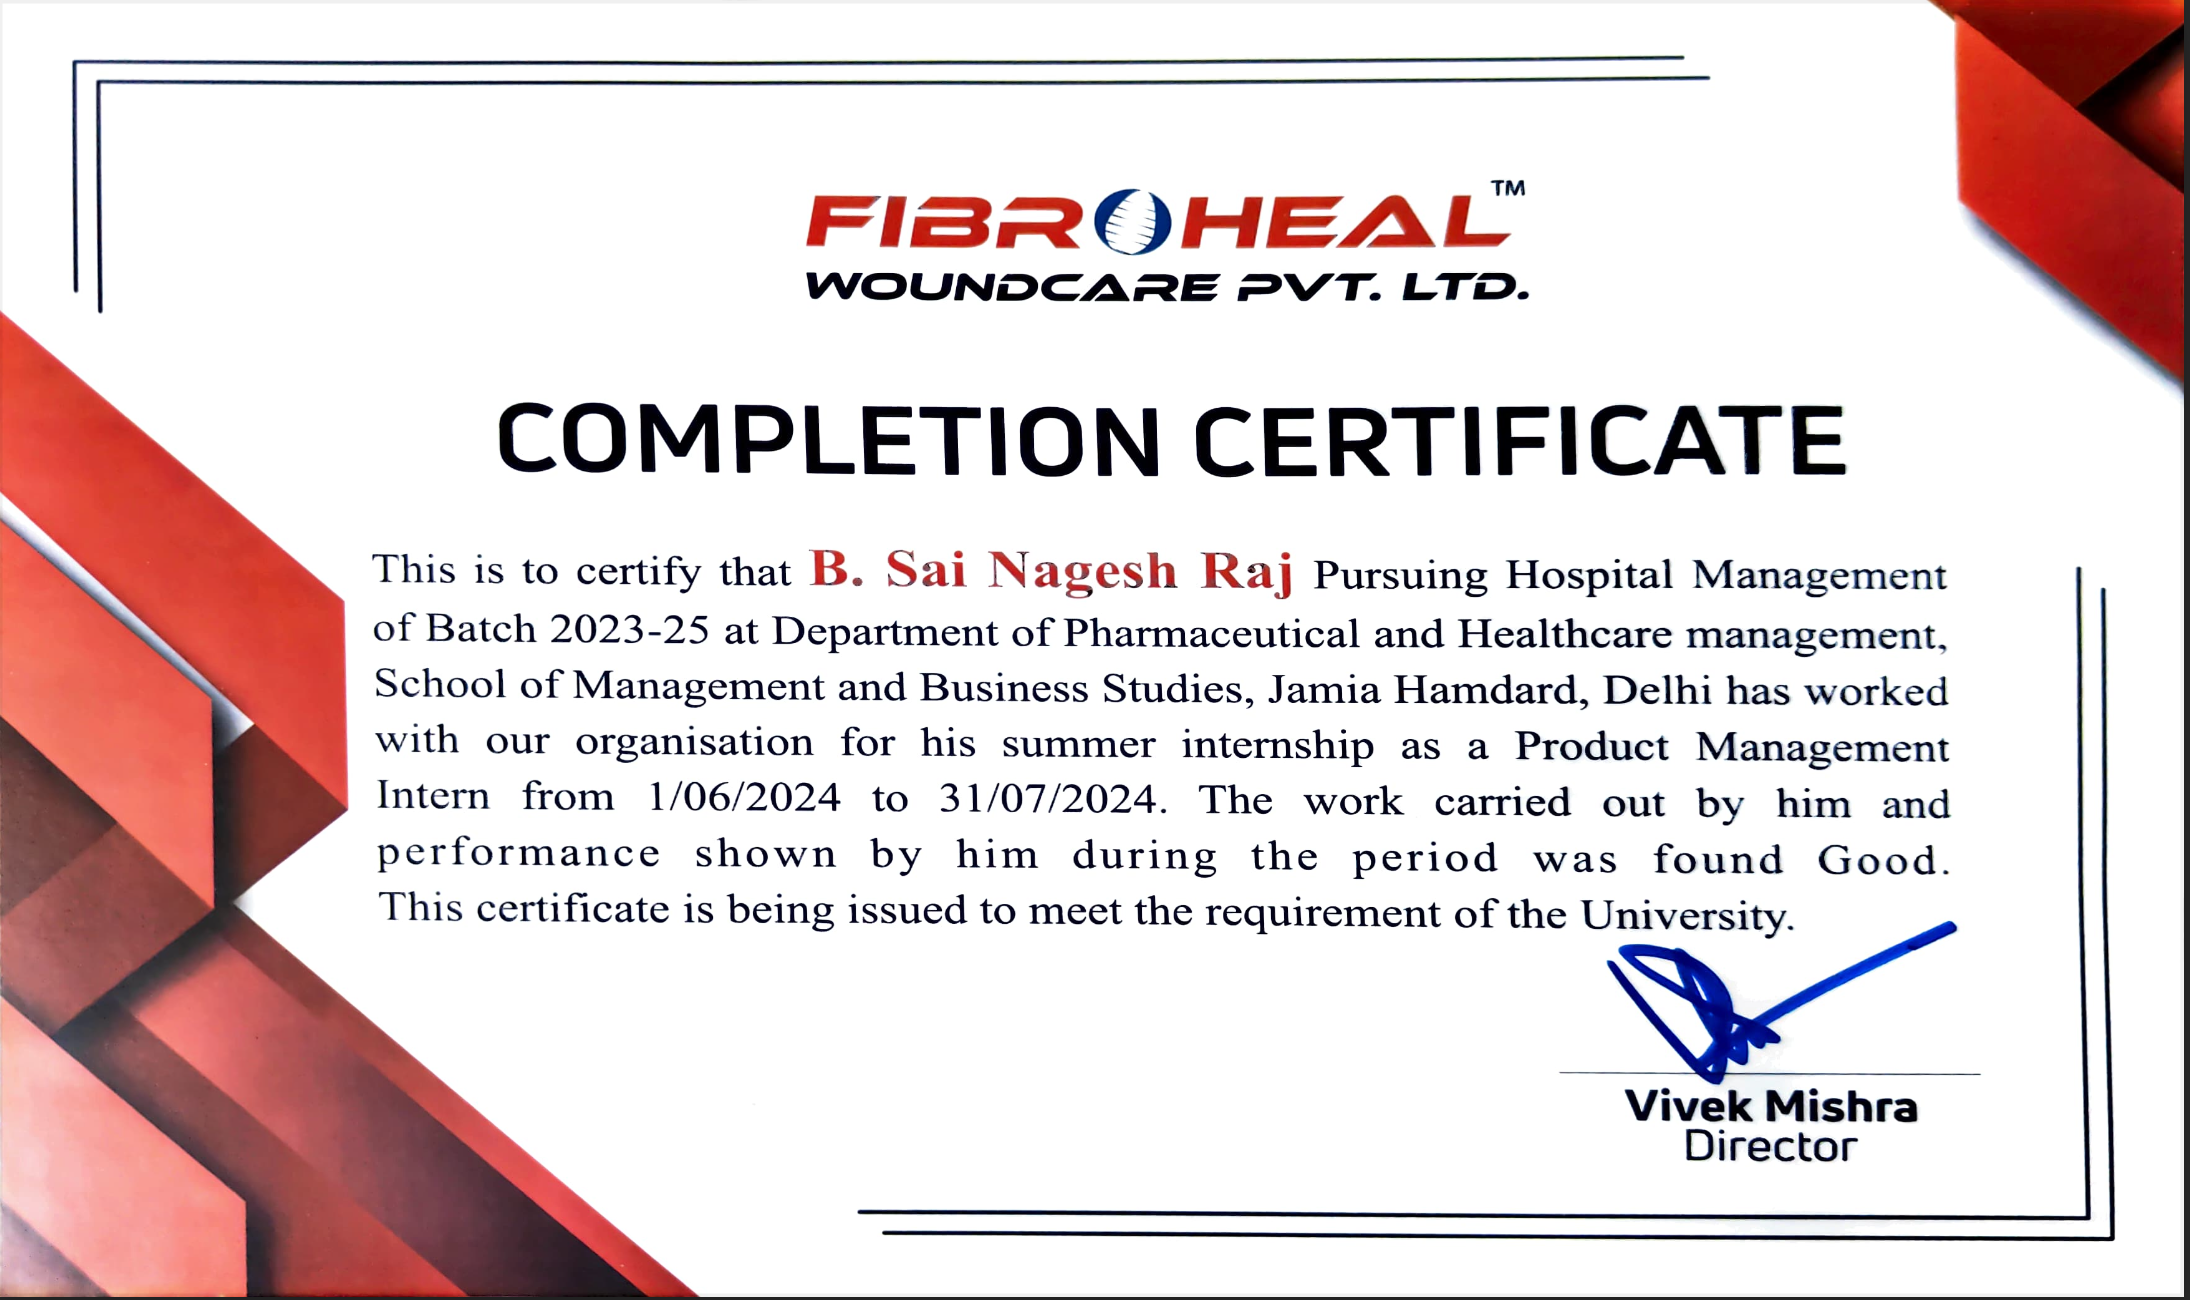 FIBROHEAL™
WOUNDCARE PVT. LTD.
COMPLETION CERTIFICATE
This is to certify that B. Sai Nagesh Raj Pursuing Hospital Management
of Batch 2023-25 at Department of Pharmaceutical and Healthcare management,
School of Management and Business Studies, Jamia Hamdard, Delhi has worked
with our organisation for his summer internship as a Product Management
Intern from 1/06/2024 to 31/07/2024. The work carried out by him and
performance shown by him during the period was found Good.
This certificate is being issued to meet the requirement of the University.
Vivek Mishra
Director